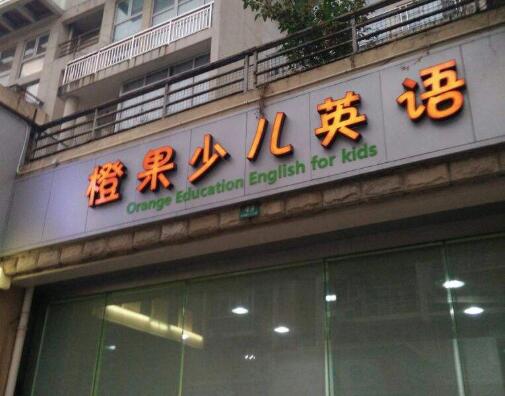 橙果少儿英语
Orange Education English for kids